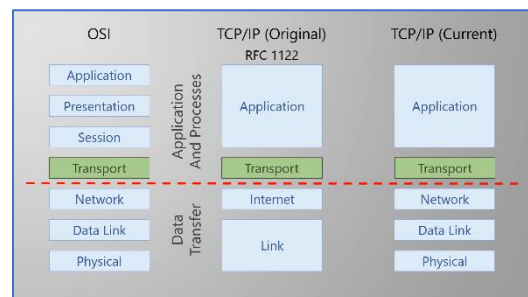 OSI
TCP/IP (Original)
RFC 1122
TCP/IP (Current)
Application
Presentation
Session
Transport
Network
Data Link
Physical
Application
And Processes
Data
Transfer
Application
Transport
Internet
Link
Application
Transport
Network
Data Link
Physical